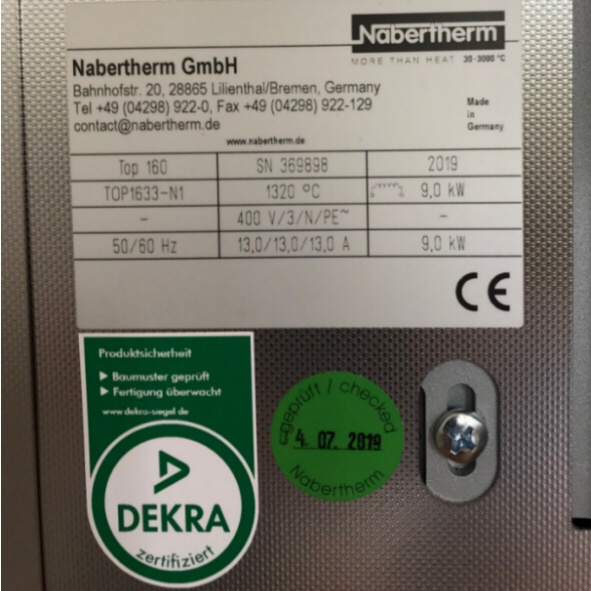 Nabertherm
MORE THAN HEAT 30-3000 °C
Nabertherm GmbH
Bahnhofstr. 20, 28865 Lilienthal/Bremen, Germany
Tel +49 (04298) 922-0, Fax +49 (04298) 922-129
contact@nabertherm.de
Made
in
Germany
www.nabertherm.de
Top 160 SN 369898 2019
TOP1633-N1 1320 °C 9,0 kW
- 400 V/3/N/PE~ -
50/60 Hz 13,0/13,0/13,0 A 9,0 kW
CE
Produktsicherheit
▶ Baumuster geprüft
▶ Fertigung überwacht
www.dekra-siegel.de
DEKRA
zertifiziert
geprüft / checked
4. 07. 2019
Nabertherm